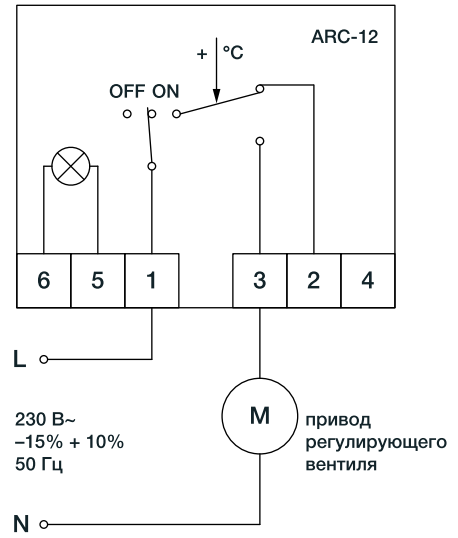 ARC-12
+ °C
OFF ON
6 5 1 3 2 4
L
230 В~
–15% + 10%
50 Гц
M
привод
регулирующего
вентиля
N